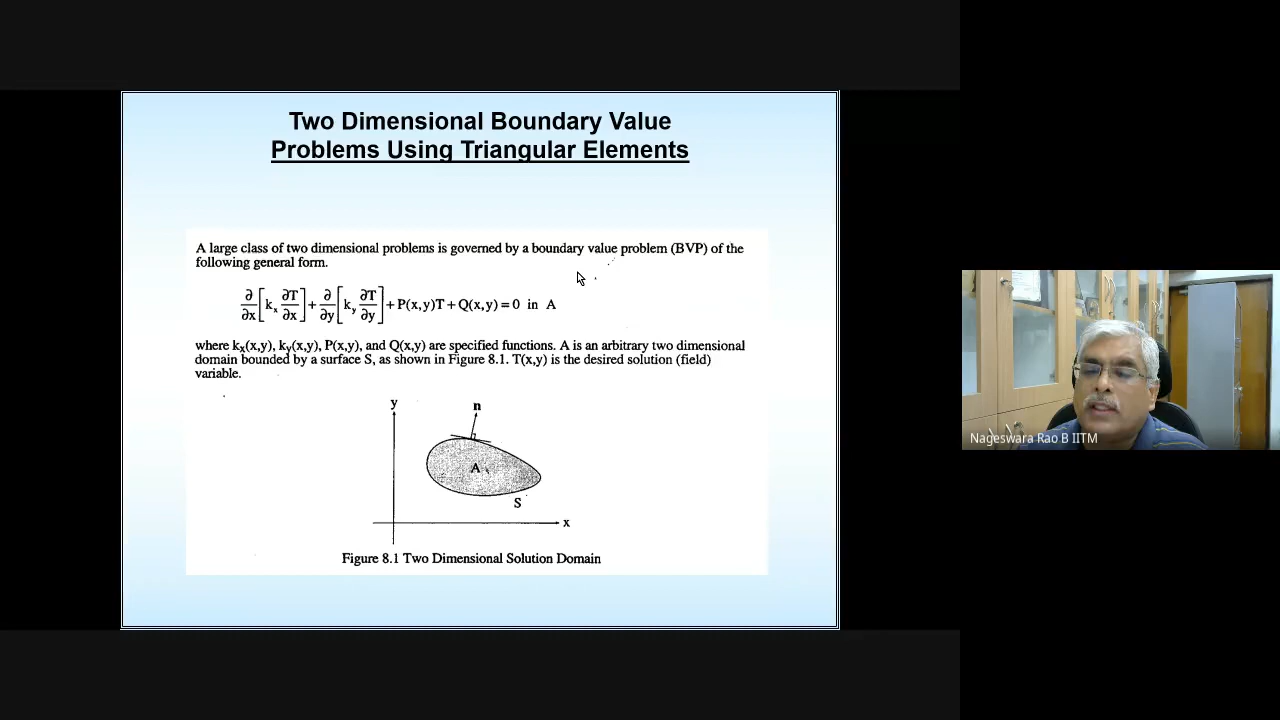 Two Dimensional Boundary Value
Problems Using Triangular Elements
A large class of two dimensional problems is governed by a boundary value problem (BVP) of the
following general form.
∂/∂x[kₓ ∂T/∂x] + ∂/∂y[kᵧ ∂T/∂y] + P(x,y)T + Q(x,y) = 0 in A
where kₓ(x,y), kᵧ(x,y), P(x,y), and Q(x,y) are specified functions. A is an arbitrary two dimensional
domain bounded by a surface S, as shown in Figure 8.1. T(x,y) is the desired solution (field)
variable.
y
n
A
S
x
Figure 8.1 Two Dimensional Solution Domain
Nageswara Rao B IITM